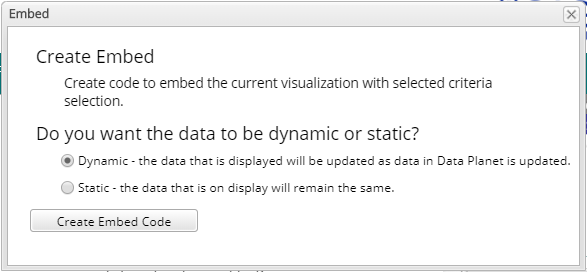 Embed
Create Embed
Create code to embed the current visualization with selected criteria
selection.
Do you want the data to be dynamic or static?
Dynamic - the data that is displayed will be updated as data in Data Planet is updated.
Static - the data that is on display will remain the same.
Create Embed Code